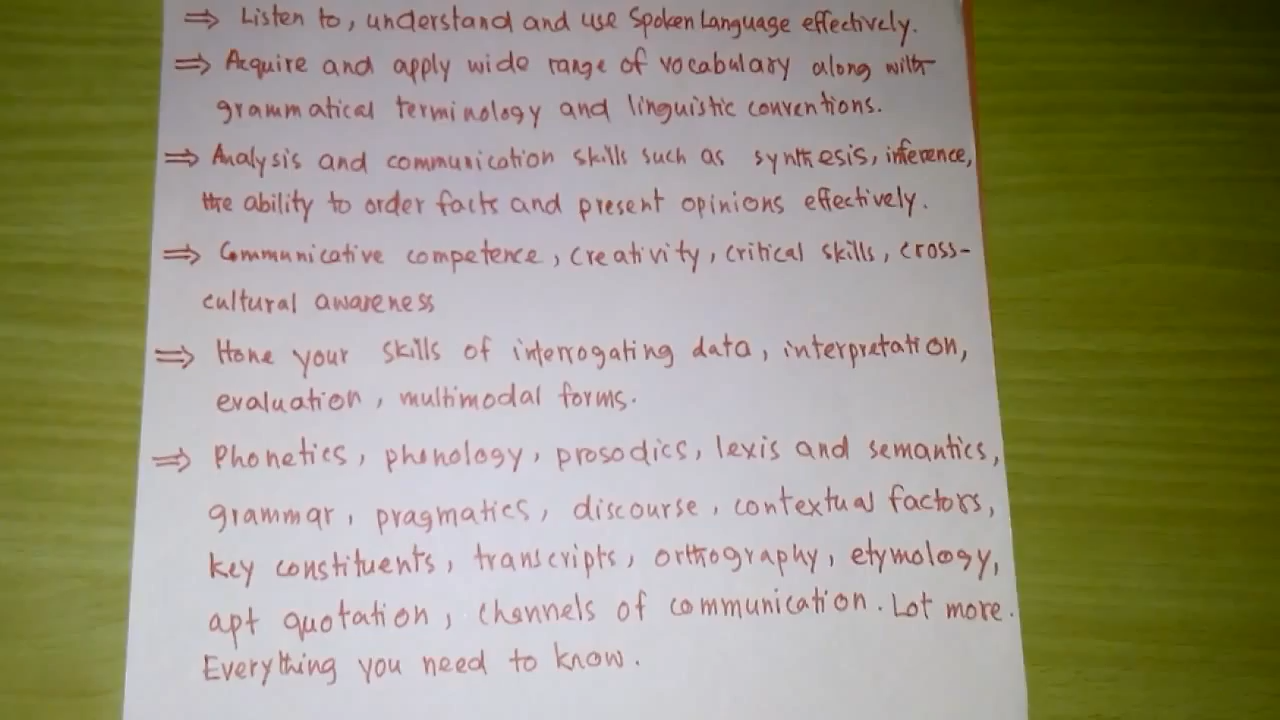 ⇒ Listen to, understand and use Spoken Language effectively.
⇒ Acquire and apply wide range of vocabulary along with
grammatical terminology and linguistic conventions.
⇒ Analysis and communication skills such as synthesis, inference,
the ability to order facts and present opinions effectively.
⇒ Communicative competence, creativity, critical skills, cross-
cultural awareness
⇒ Hone your skills of interrogating data, interpretation,
evaluation, multimodal forms.
⇒ Phonetics, phonology, prosodics, lexis and semantics,
grammar, pragmatics, discourse, contextual factors,
key constituents, transcripts, orthography, etymology,
apt quotation, channels of communication. Lot more.
Everything you need to know.